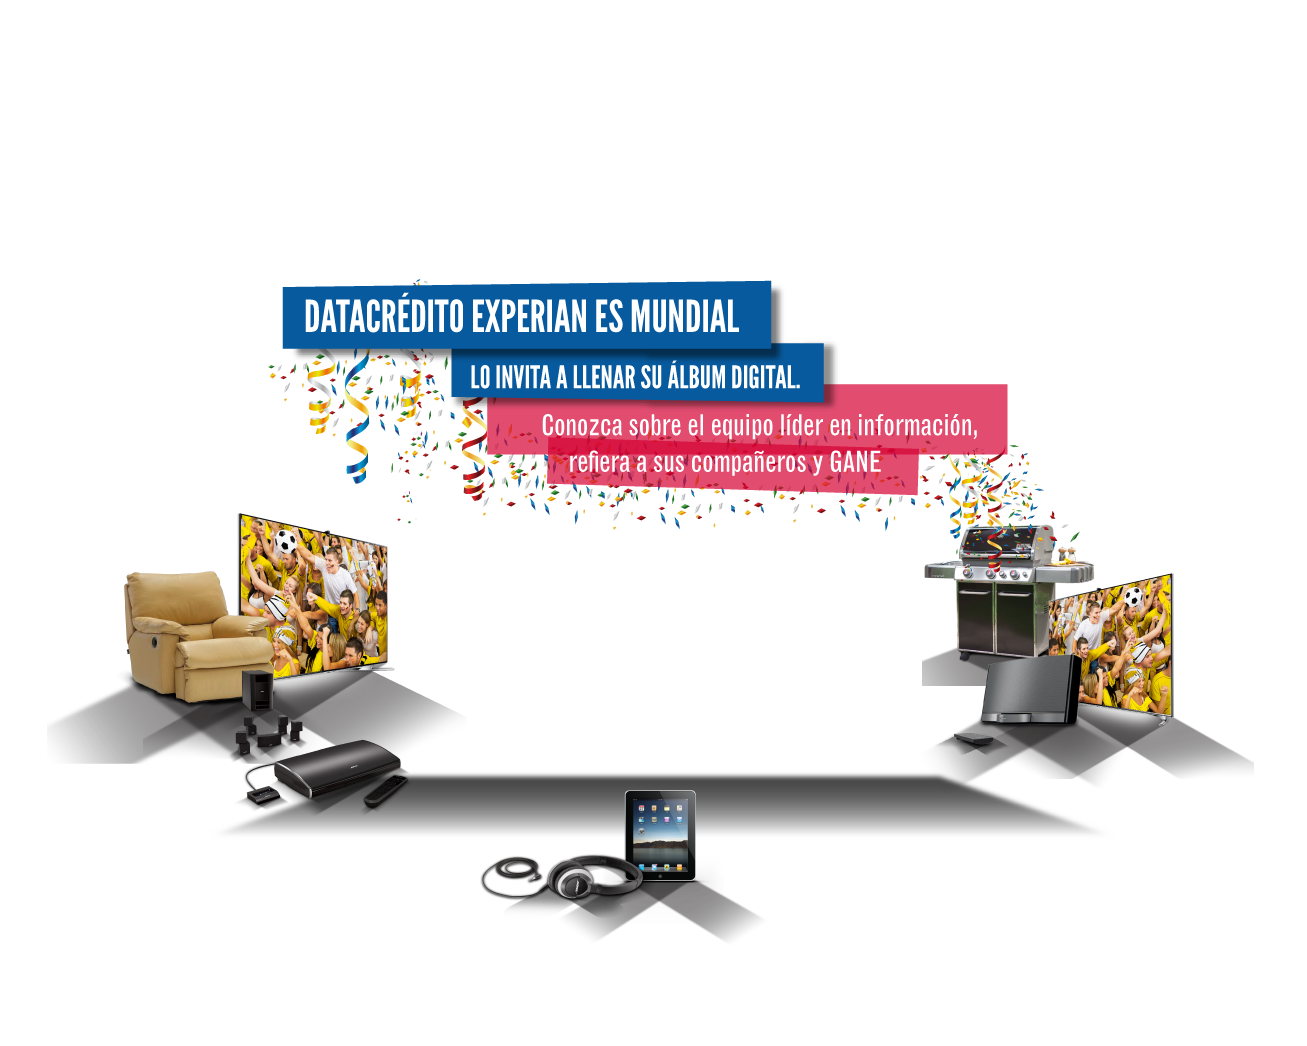 DATACRÉDITO EXPERIAN ES MUNDIAL
LO INVITA A LLENAR SU ÁLBUM DIGITAL.
Conozca sobre el equipo líder en información,
refiera a sus compañeros y GANE